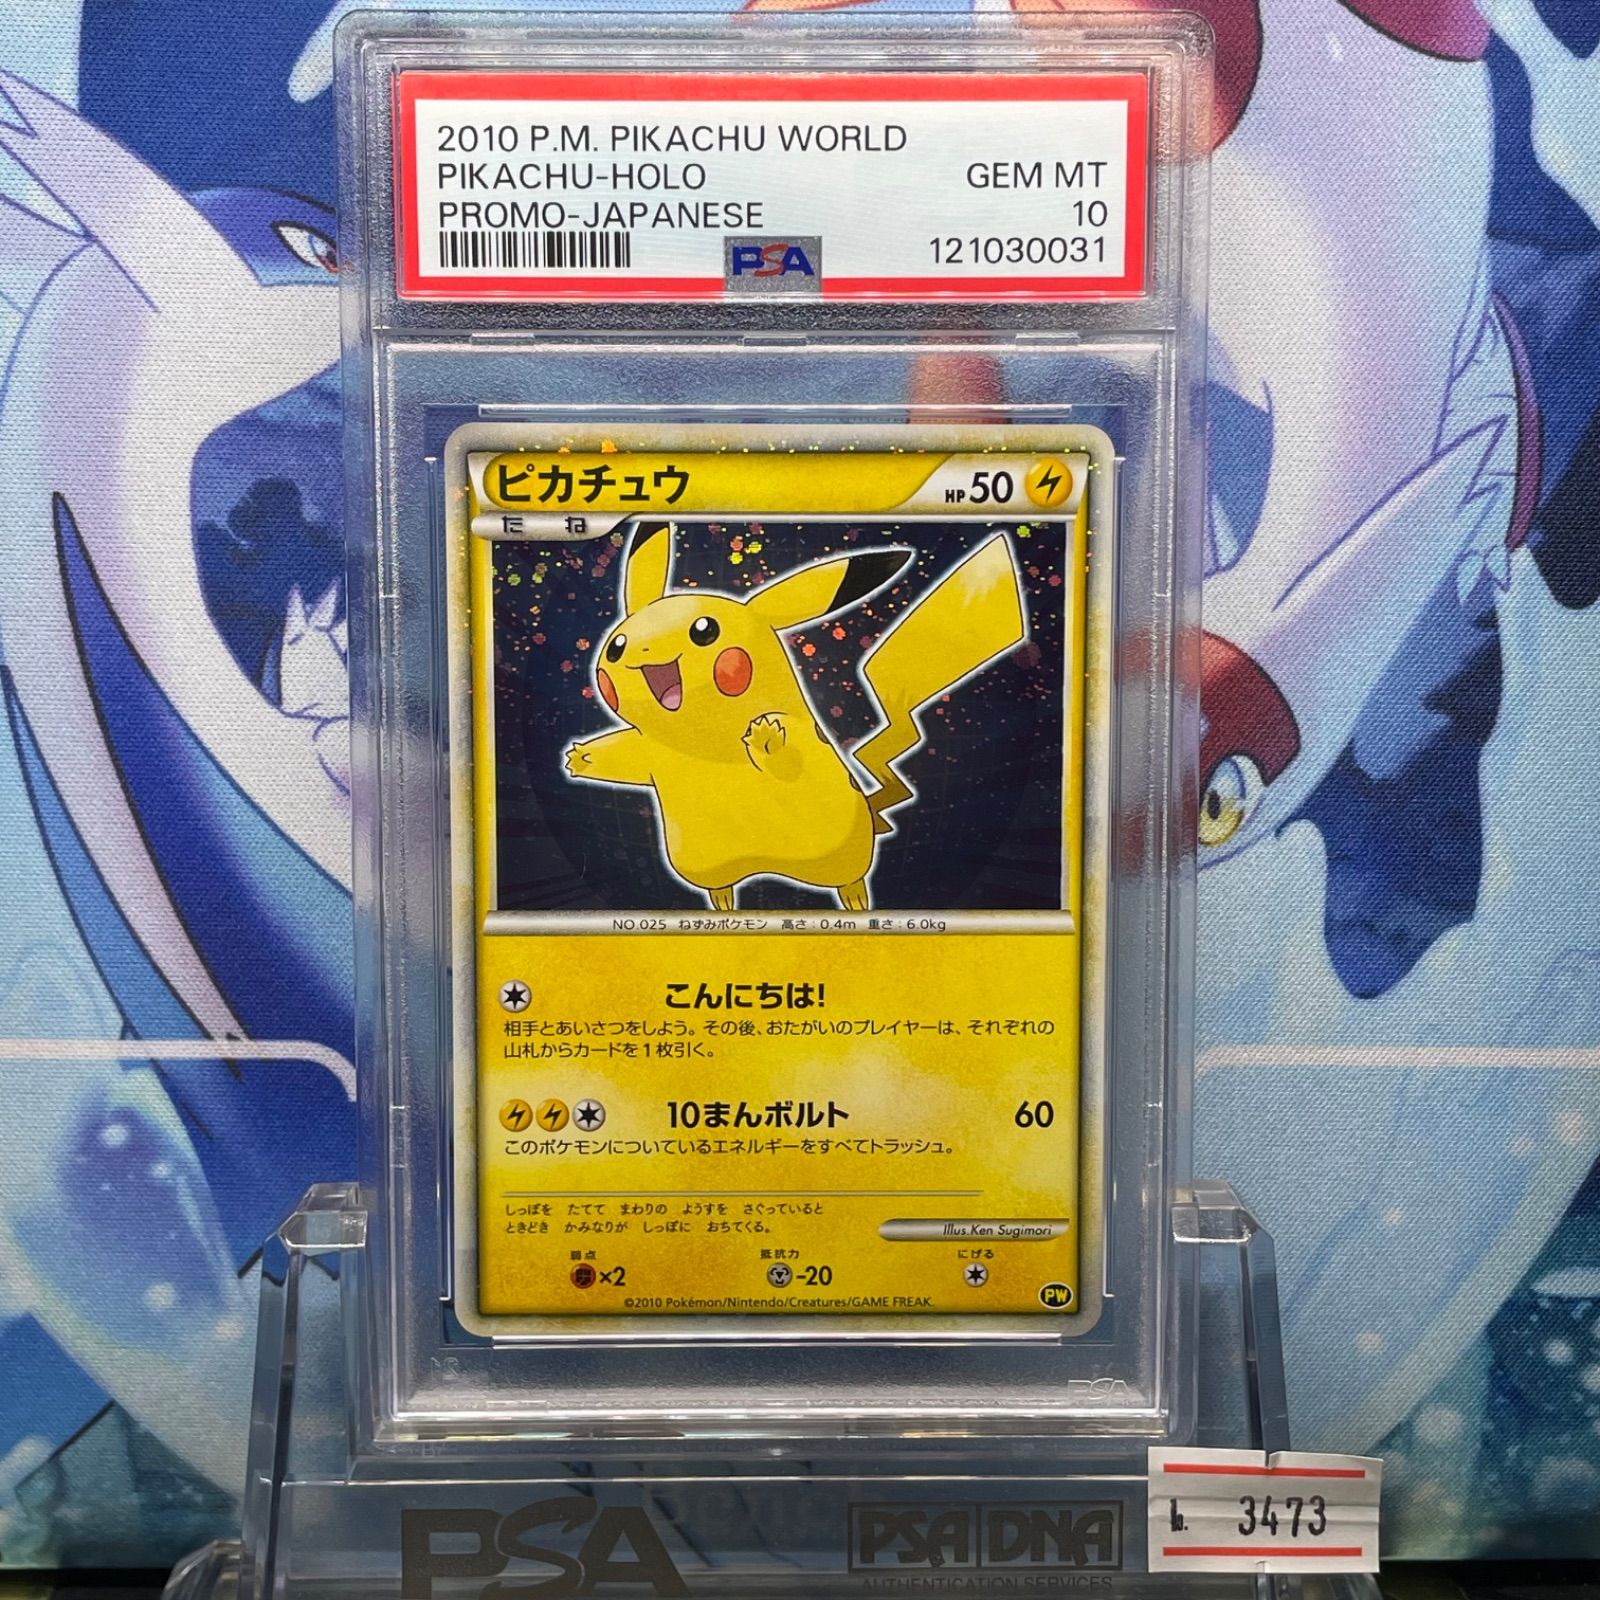 2010 P.M. PIKACHU WORLD
PIKACHU-HOLO GEM MT
PROMO-JAPANESE 10
PSA 121030031
ピカチュウ HP50
たね
NO.025 ねずみポケモン 高さ:0.4m 重さ:6.0kg
こんにちは!
相手とあいさつをしよう。その後、おたがいのプレイヤーは、それぞれの
山札からカードを1枚引く。
10まんボルト 60
このポケモンについているエネルギーをすべてトラッシュ。
しっぽを たてて まわりの ようすを さぐっていると
ときどき かみなりが しっぽに おちてくる。
Illus. Ken Sugimori
弱点 抵抗力 にげる
×2 -20
©2010 Pokémon/Nintendo/Creatures/GAME FREAK.
PW
PSA
PSA PSA DNA
AUTHENTICATION SERVICES
3473